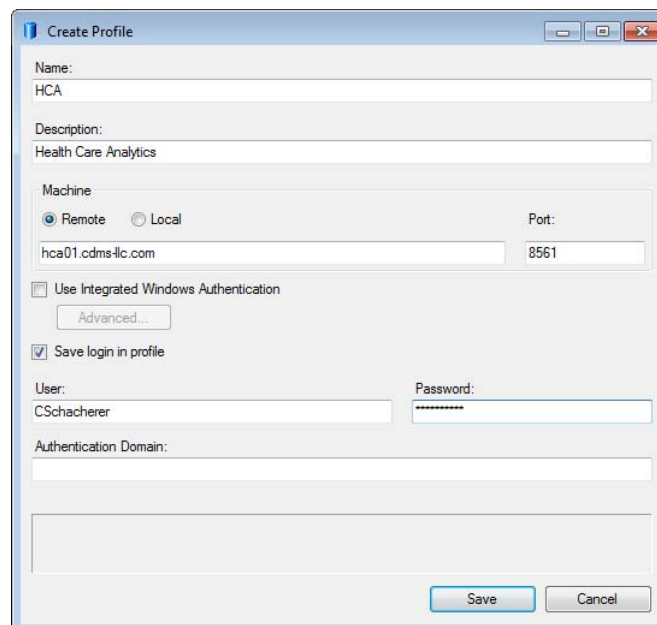 Create Profile
Name:
HCA
Description:
Health Care Analytics
Machine
Remote Local Port:
hca01.cdms-llc.com 8561
Use Integrated Windows Authentication
Advanced...
Save login in profile
User: Password:
CSchacherer **********
Authentication Domain:
Save Cancel